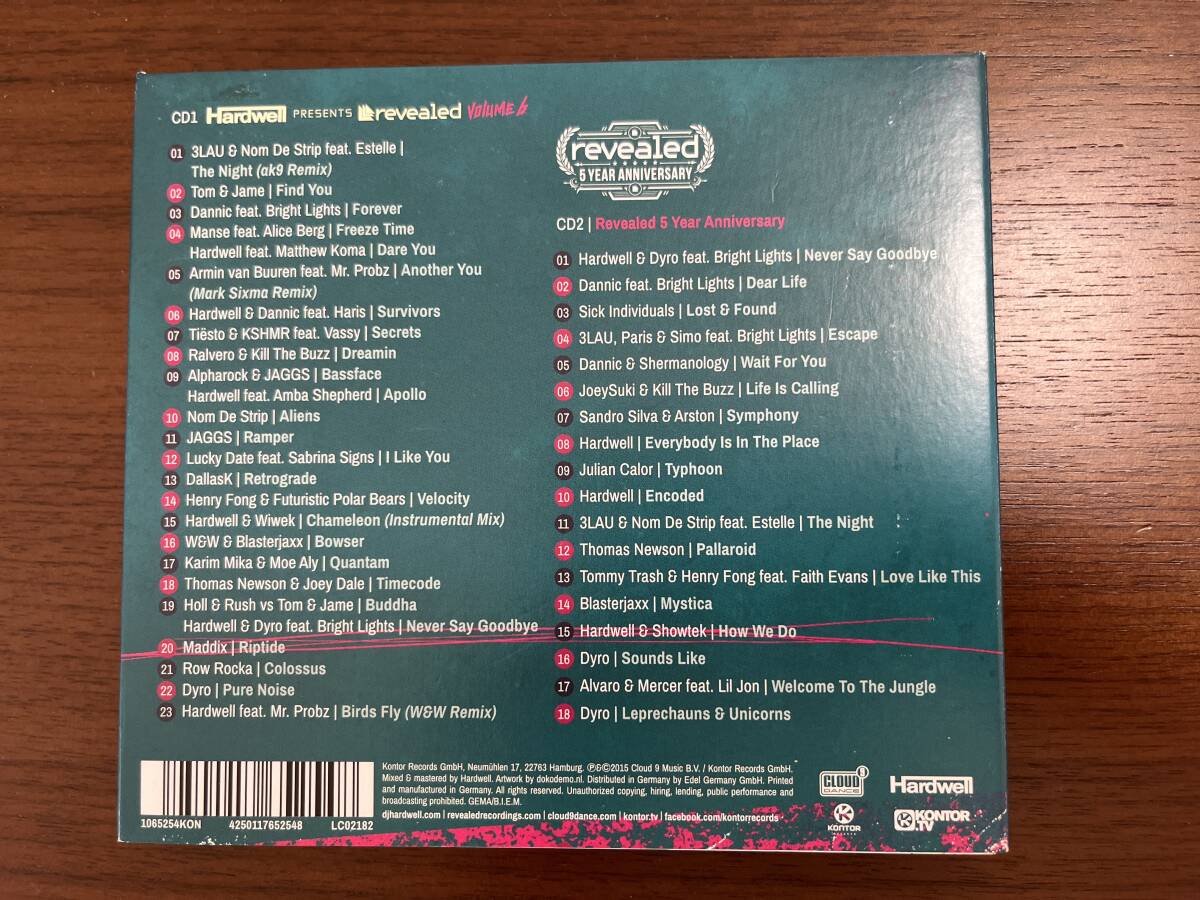 CD1 Hardwell PRESENTS revealed VOLUME 6
01 3LAU & Nom De Strip feat. Estelle |
The Night (ak9 Remix)
02 Tom & Jame | Find You
03 Dannic feat. Bright Lights | Forever
04 Manse feat. Alice Berg | Freeze Time
Hardwell feat. Matthew Koma | Dare You
05 Armin van Buuren feat. Mr. Probz | Another You
(Mark Sixma Remix)
06 Hardwell & Dannic feat. Haris | Survivors
07 Tiësto & KSHMR feat. Vassy | Secrets
08 Ralvero & Kill The Buzz | Dreamin
09 Alpharock & JAGGS | Bassface
Hardwell feat. Amba Shepherd | Apollo
10 Nom De Strip | Aliens
11 JAGGS | Ramper
12 Lucky Date feat. Sabrina Signs | I Like You
13 DallasK | Retrograde
14 Henry Fong & Futuristic Polar Bears | Velocity
15 Hardwell & Wiwek | Chameleon (Instrumental Mix)
16 W&W & Blasterjaxx | Bowser
17 Karim Mika & Moe Aly | Quantam
18 Thomas Newson & Joey Dale | Timecode
19 Holl & Rush vs Tom & Jame | Buddha
Hardwell & Dyro feat. Bright Lights | Never Say Goodbye
20 Maddix | Riptide
21 Row Rocka | Colossus
22 Dyro | Pure Noise
23 Hardwell feat. Mr. Probz | Birds Fly (W&W Remix)
revealed
5 YEAR ANNIVERSARY
CD2 | Revealed 5 Year Anniversary
01 Hardwell & Dyro feat. Bright Lights | Never Say Goodbye
02 Dannic feat. Bright Lights | Dear Life
03 Sick Individuals | Lost & Found
04 3LAU, Paris & Simo feat. Bright Lights | Escape
05 Dannic & Shermanology | Wait For You
06 JoeySuki & Kill The Buzz | Life Is Calling
07 Sandro Silva & Arston | Symphony
08 Hardwell | Everybody Is In The Place
09 Julian Calor | Typhoon
10 Hardwell | Encoded
11 3LAU & Nom De Strip feat. Estelle | The Night
12 Thomas Newson | Pallaroid
13 Tommy Trash & Henry Fong feat. Faith Evans | Love Like This
14 Blasterjaxx | Mystica
15 Hardwell & Showtek | How We Do
16 Dyro | Sounds Like
17 Alvaro & Mercer feat. Lil Jon | Welcome To The Jungle
18 Dyro | Leprechauns & Unicorns
1065254KON 4250117652548 LC02182
Kontor Records GmbH, Neumühlen 17, 22763 Hamburg, ℗&©2015 Cloud 9 Music B.V. / Kontor Records GmbH.
Mixed & mastered by Hardwell. Artwork by dokodemo.nl. Distributed in Germany by Edel Germany GmbH. Printed
and manufactured in Germany. All rights reserved. Unauthorized copying, hiring, lending, public performance and
broadcasting prohibited. GEMA/B.I.E.M.
djhardwell.com | revealedrecordings.com | cloud9dance.com | kontor.tv | facebook.com/kontorrecords
CLOUD 9
DANCE
Hardwell
KONTOR
RECORDS
KONTOR
.TV